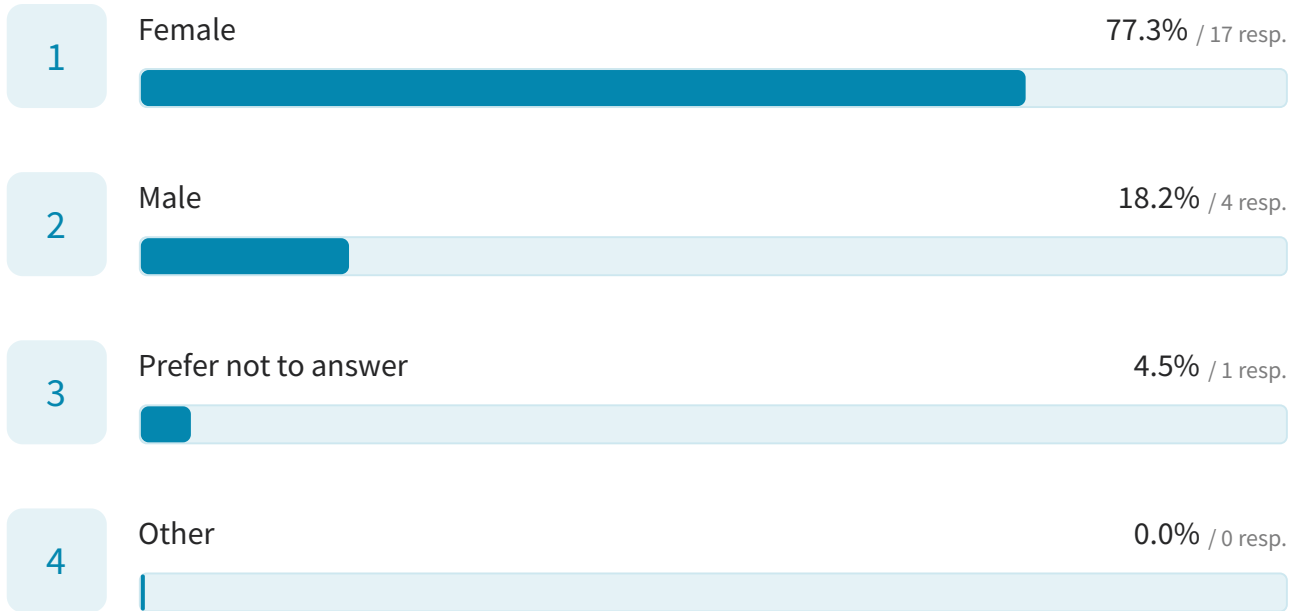 1
Female 77.3% / 17 resp.
2
Male 18.2% / 4 resp.
3
Prefer not to answer 4.5% / 1 resp.
4
Other 0.0% / 0 resp.